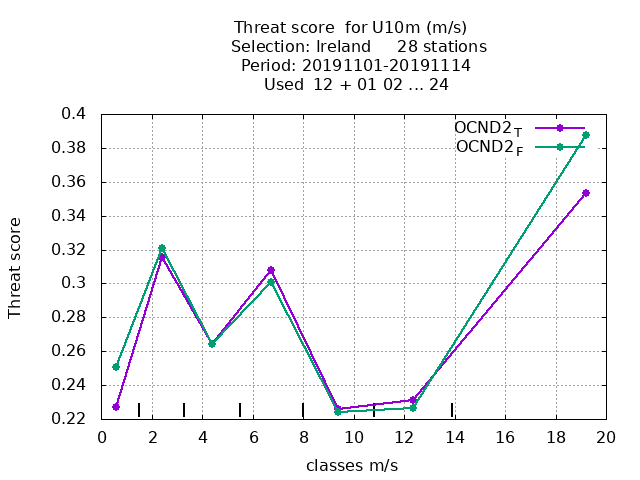 Threat score for U10m (m/s)
Selection: Ireland 28 stations
Period: 20191101-20191114
Used 12 + 01 02 ... 24
OCND2T
OCND2F
Threat score
0.4
0.38
0.36
0.34
0.32
0.3
0.28
0.26
0.24
0.22
0 2 4 6 8 10 12 14 16 18 20
classes m/s